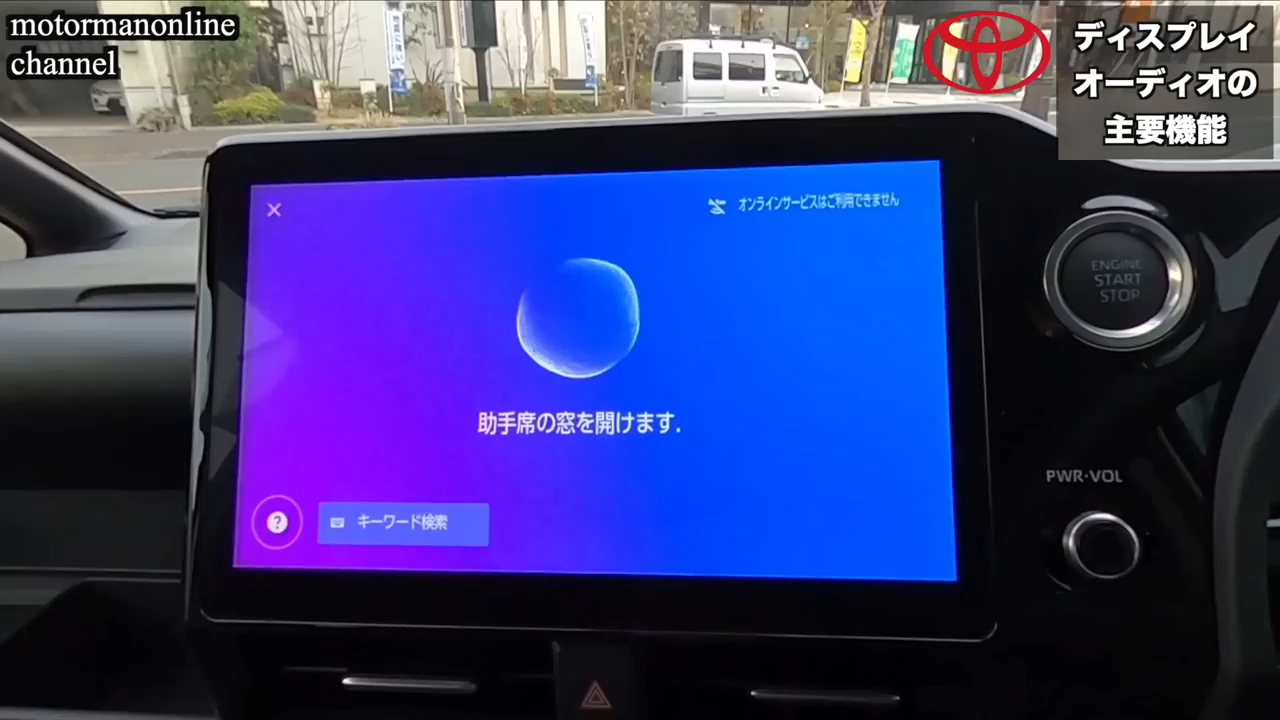 motormanonline
channel
ディスプレイ
オーディオの
主要機能
オンラインサービスはご利用できません
ENGINE
START
STOP
助手席の窓を開けます.
PWR·VOL
?
キーワード検索